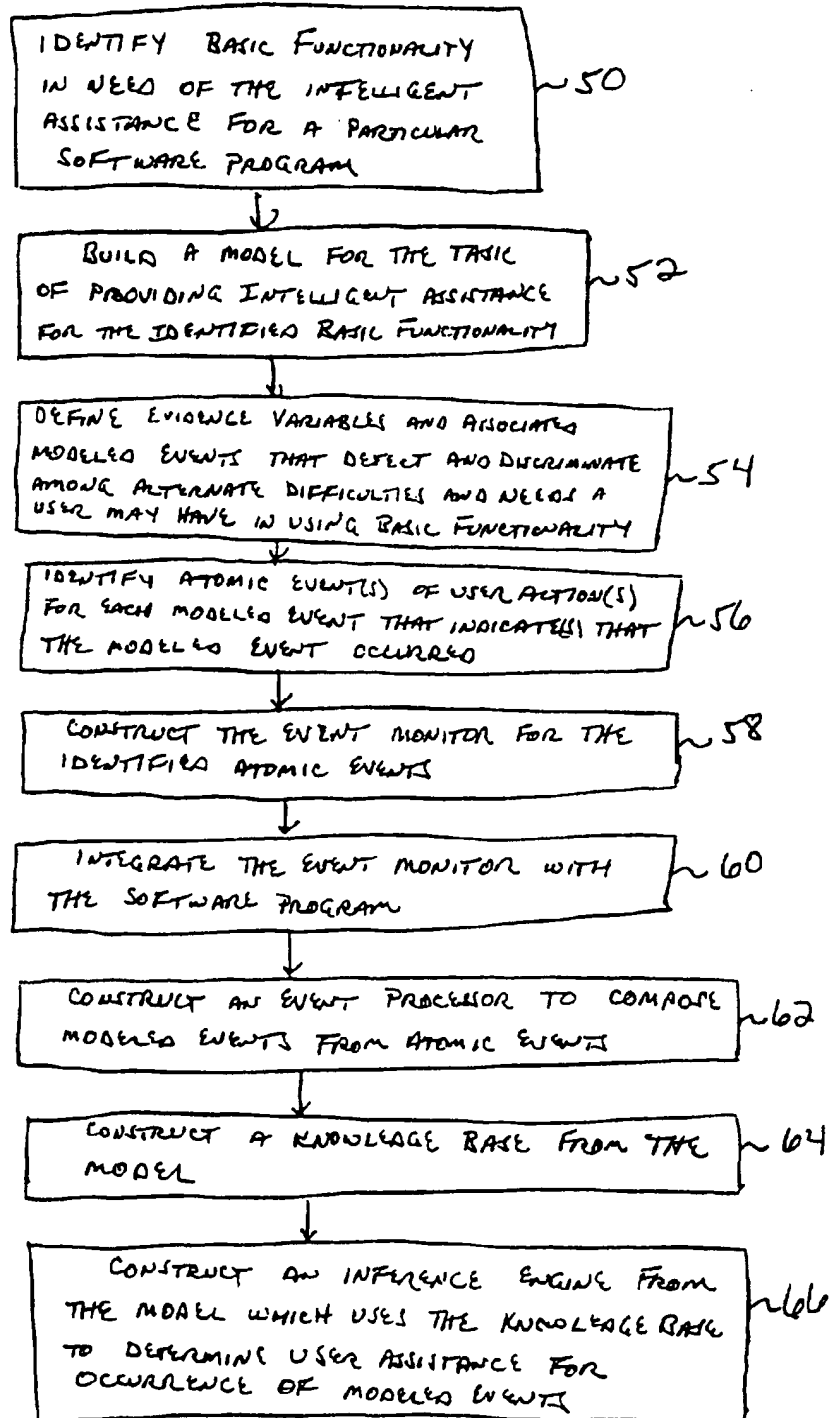 IDENTIFY BASIC FUNCTIONALITY
IN NEED OF THE INTELLIGENT
ASSISTANCE FOR A PARTICULAR
SOFTWARE PROGRAM
~50
BUILD A MODEL FOR THE TASK
OF PROVIDING INTELLIGENT ASSISTANCE
FOR THE IDENTIFIED BASIC FUNCTIONALITY
~52
DEFINE EVIDENCE VARIABLES AND ASSOCIATED
MODELED EVENTS THAT DETECT AND DISCRIMINATE
AMONG ALTERNATE DIFFICULTIES AND NEEDS A
USER MAY HAVE IN USING BASIC FUNCTIONALITY
~54
IDENTIFY ATOMIC EVENT(S) OF USER ACTION(S)
FOR EACH MODELED EVENT THAT INDICATE(S) THAT
THE MODELED EVENT OCCURRED
~56
CONSTRUCT THE EVENT MONITOR FOR THE
IDENTIFIED ATOMIC EVENTS
~58
INTEGRATE THE EVENT MONITOR WITH
THE SOFTWARE PROGRAM
~60
CONSTRUCT AN EVENT PROCESSOR TO COMPOSE
MODELED EVENTS FROM ATOMIC EVENTS
~62
CONSTRUCT A KNOWLEDGE BASE FROM THE
MODEL
~64
CONSTRUCT AN INFERENCE ENGINE FROM
THE MODEL WHICH USES THE KNOWLEDGE BASE
TO DETERMINE USER ASSISTANCE FOR
OCCURRENCE OF MODELED EVENTS
~66